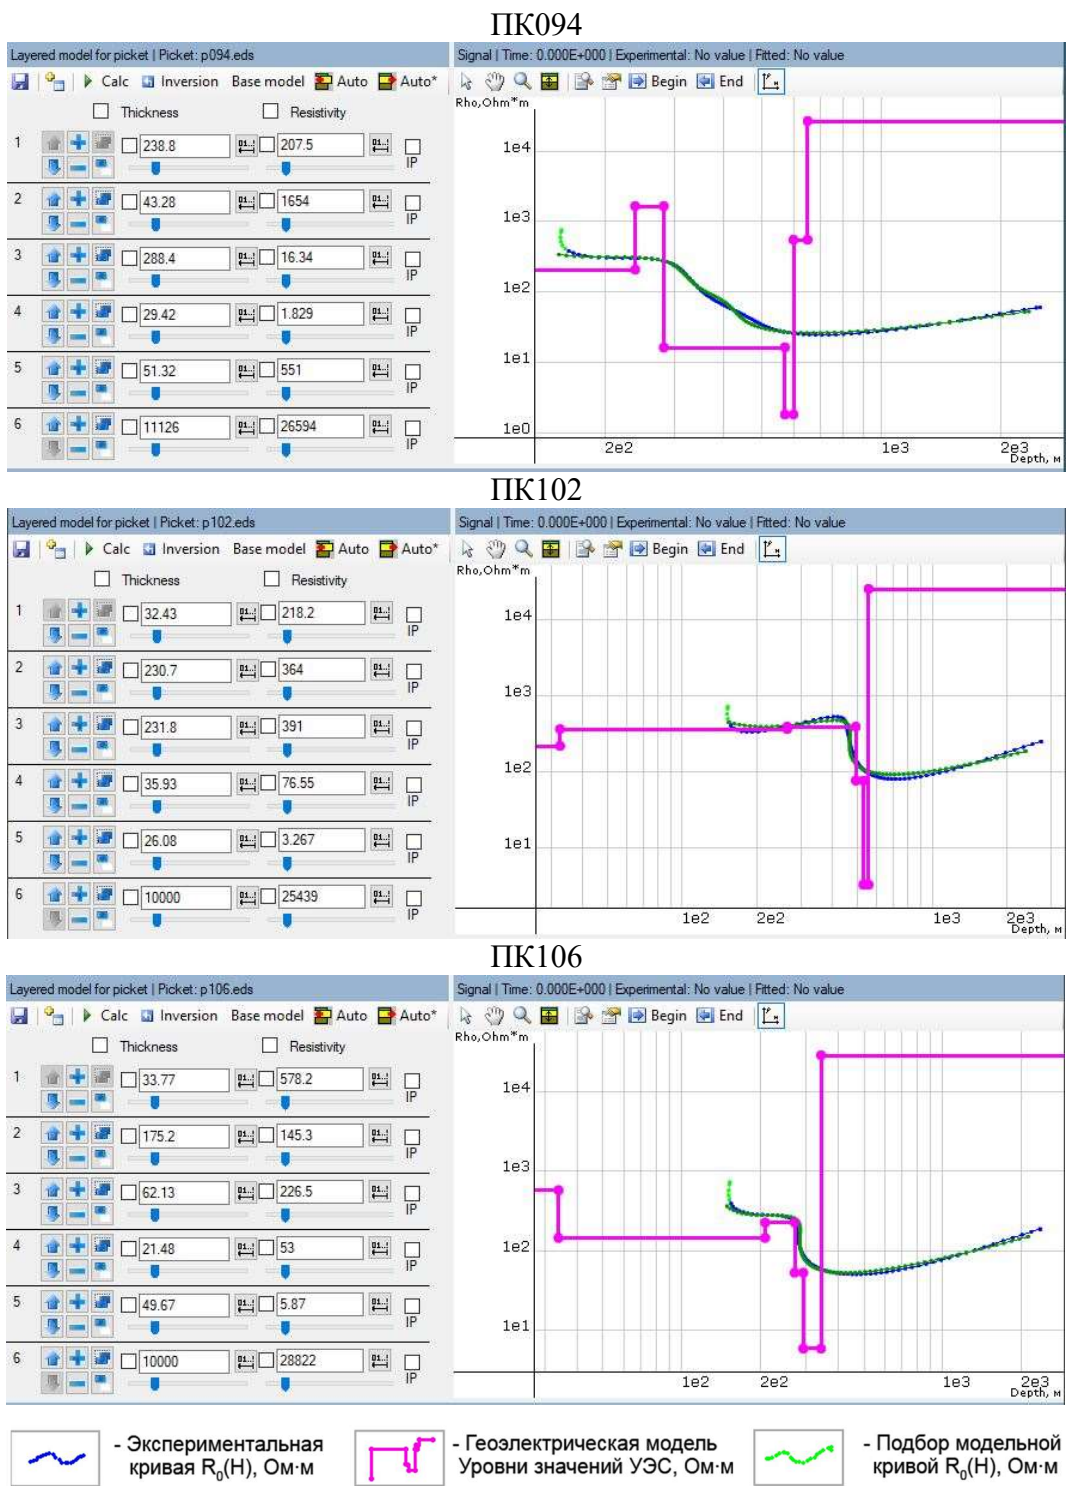 ПК094
Layered model for picket | Picket: p094.eds
Signal | Time: 0.000E+000 | Experimental: No value | Fitted: No value
Calc Inversion Base model Auto Auto* Begin End
Thickness Resistivity
Rho,Ohm*m
1 238.8 207.5 IP
2 43.28 1654 IP
3 288.4 16.34 IP
4 29.42 1.829 IP
5 51.32 551 IP
6 11126 26594 IP
1e4
1e3
1e2
1e1
1e0
2e2 1e3 2e3
Depth, м
ПК102
Layered model for picket | Picket: p102.eds
Signal | Time: 0.000E+000 | Experimental: No value | Fitted: No value
Calc Inversion Base model Auto Auto* Begin End
Thickness Resistivity
Rho,Ohm*m
1 32.43 218.2 IP
2 230.7 364 IP
3 231.8 391 IP
4 35.93 76.55 IP
5 26.08 3.267 IP
6 10000 25439 IP
1e4
1e3
1e2
1e1
1e2 2e2 1e3 2e3
Depth, м
ПК106
Layered model for picket | Picket: p106.eds
Signal | Time: 0.000E+000 | Experimental: No value | Fitted: No value
Calc Inversion Base model Auto Auto* Begin End
Thickness Resistivity
Rho,Ohm*m
1 33.77 578.2 IP
2 175.2 145.3 IP
3 62.13 226.5 IP
4 21.48 53 IP
5 49.67 5.87 IP
6 10000 28822 IP
1e4
1e3
1e2
1e1
1e2 2e2 1e3 2e3
Depth, м
- Экспериментальная
кривая R₀(H), Ом·м
- Геоэлектрическая модель
Уровни значений УЭС, Ом·м
- Подбор модельной
кривой R₀(H), Ом·м